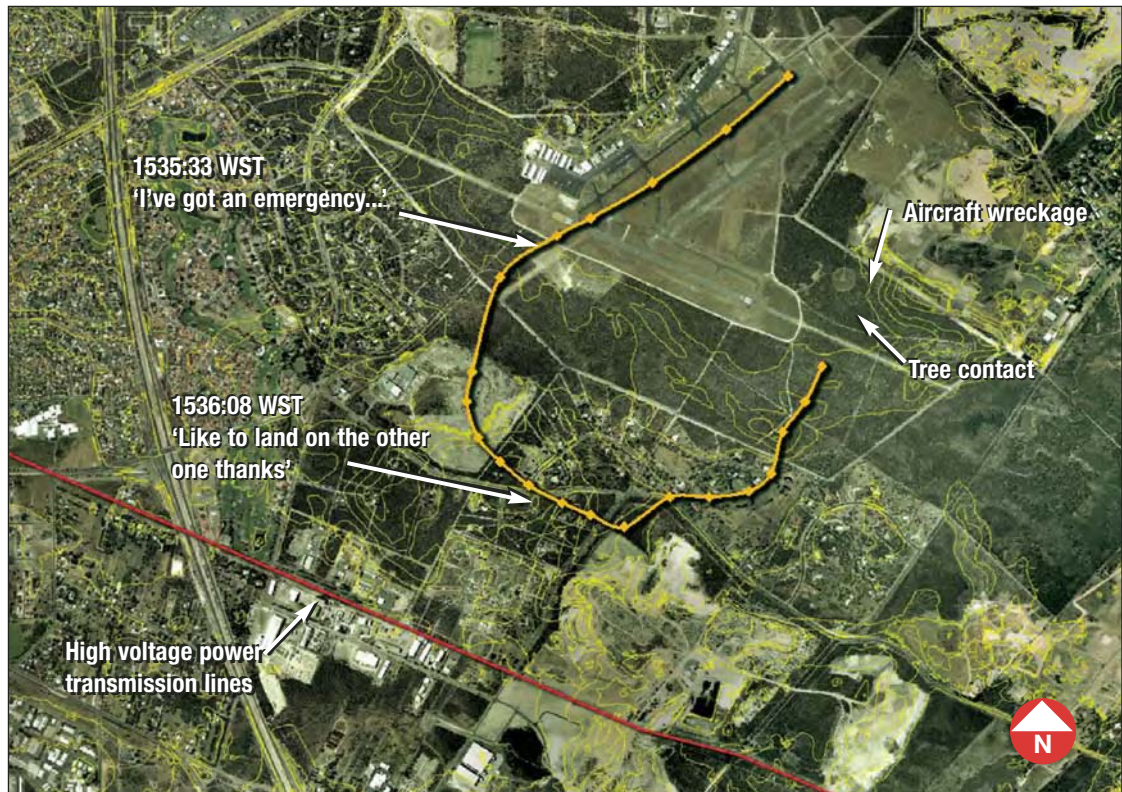 1535:33 WST
'I've got an emergency...'
Aircraft wreckage
Tree contact
1536:08 WST
'Like to land on the other
one thanks'
High voltage power
transmission lines
N